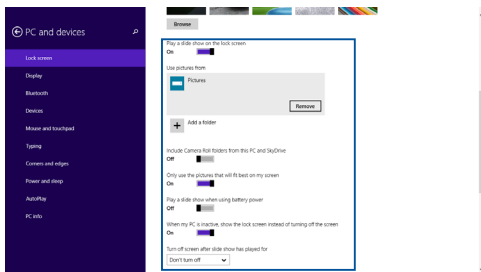 Browse
PC and devices
Play a slide show on the lock screen
On
Lock screen
Use pictures from
Display
Pictures
Bluetooth
Remove
Devices
Add a folder
Mouse and touchpad
Typing
Include Camera Roll folders from this PC and SkyDrive
Off
Corners and edges
Only use the pictures that will fit best on my screen
On
Power and sleep
AutoPlay
Play a slide show when using battery power
Off
PC info
When my PC is inactive, show the lock screen instead of turning off the screen
On
Turn off screen after slide show has played for
Don't turn off